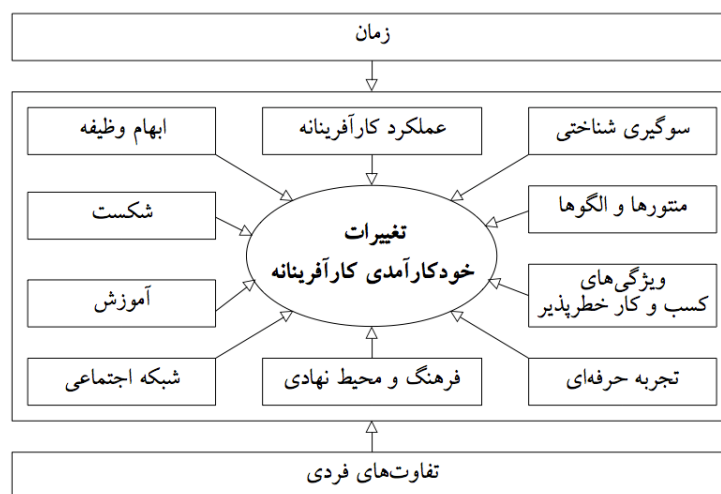 زمان
سوگیری شناختی
عملکرد کارآفرینانه
ابهام وظیفه
منتورها و الگوها
شکست
تغییرات
خودکارآمدی کارآفرینانه
ویژگی‌های
کسب و کار خطرپذیر
آموزش
تجربه حرفه‌ای
فرهنگ و محیط نهادی
شبکه اجتماعی
تفاوت‌های فردی